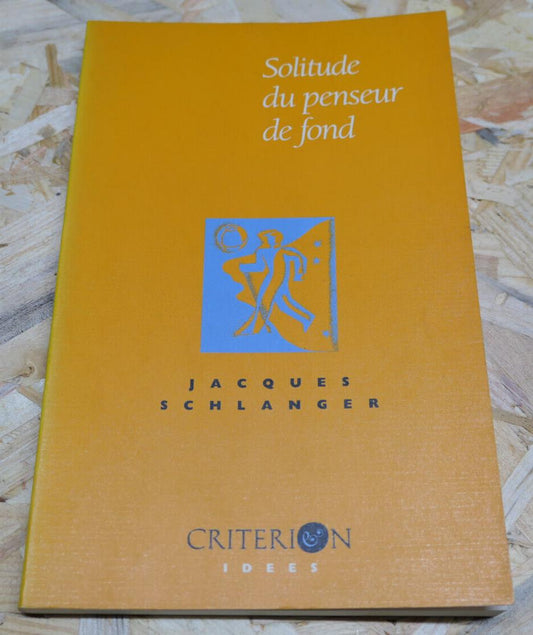 Solitude
du penseur
de fond
JACQUES
SCHLANGER
CRITERION
IDEES